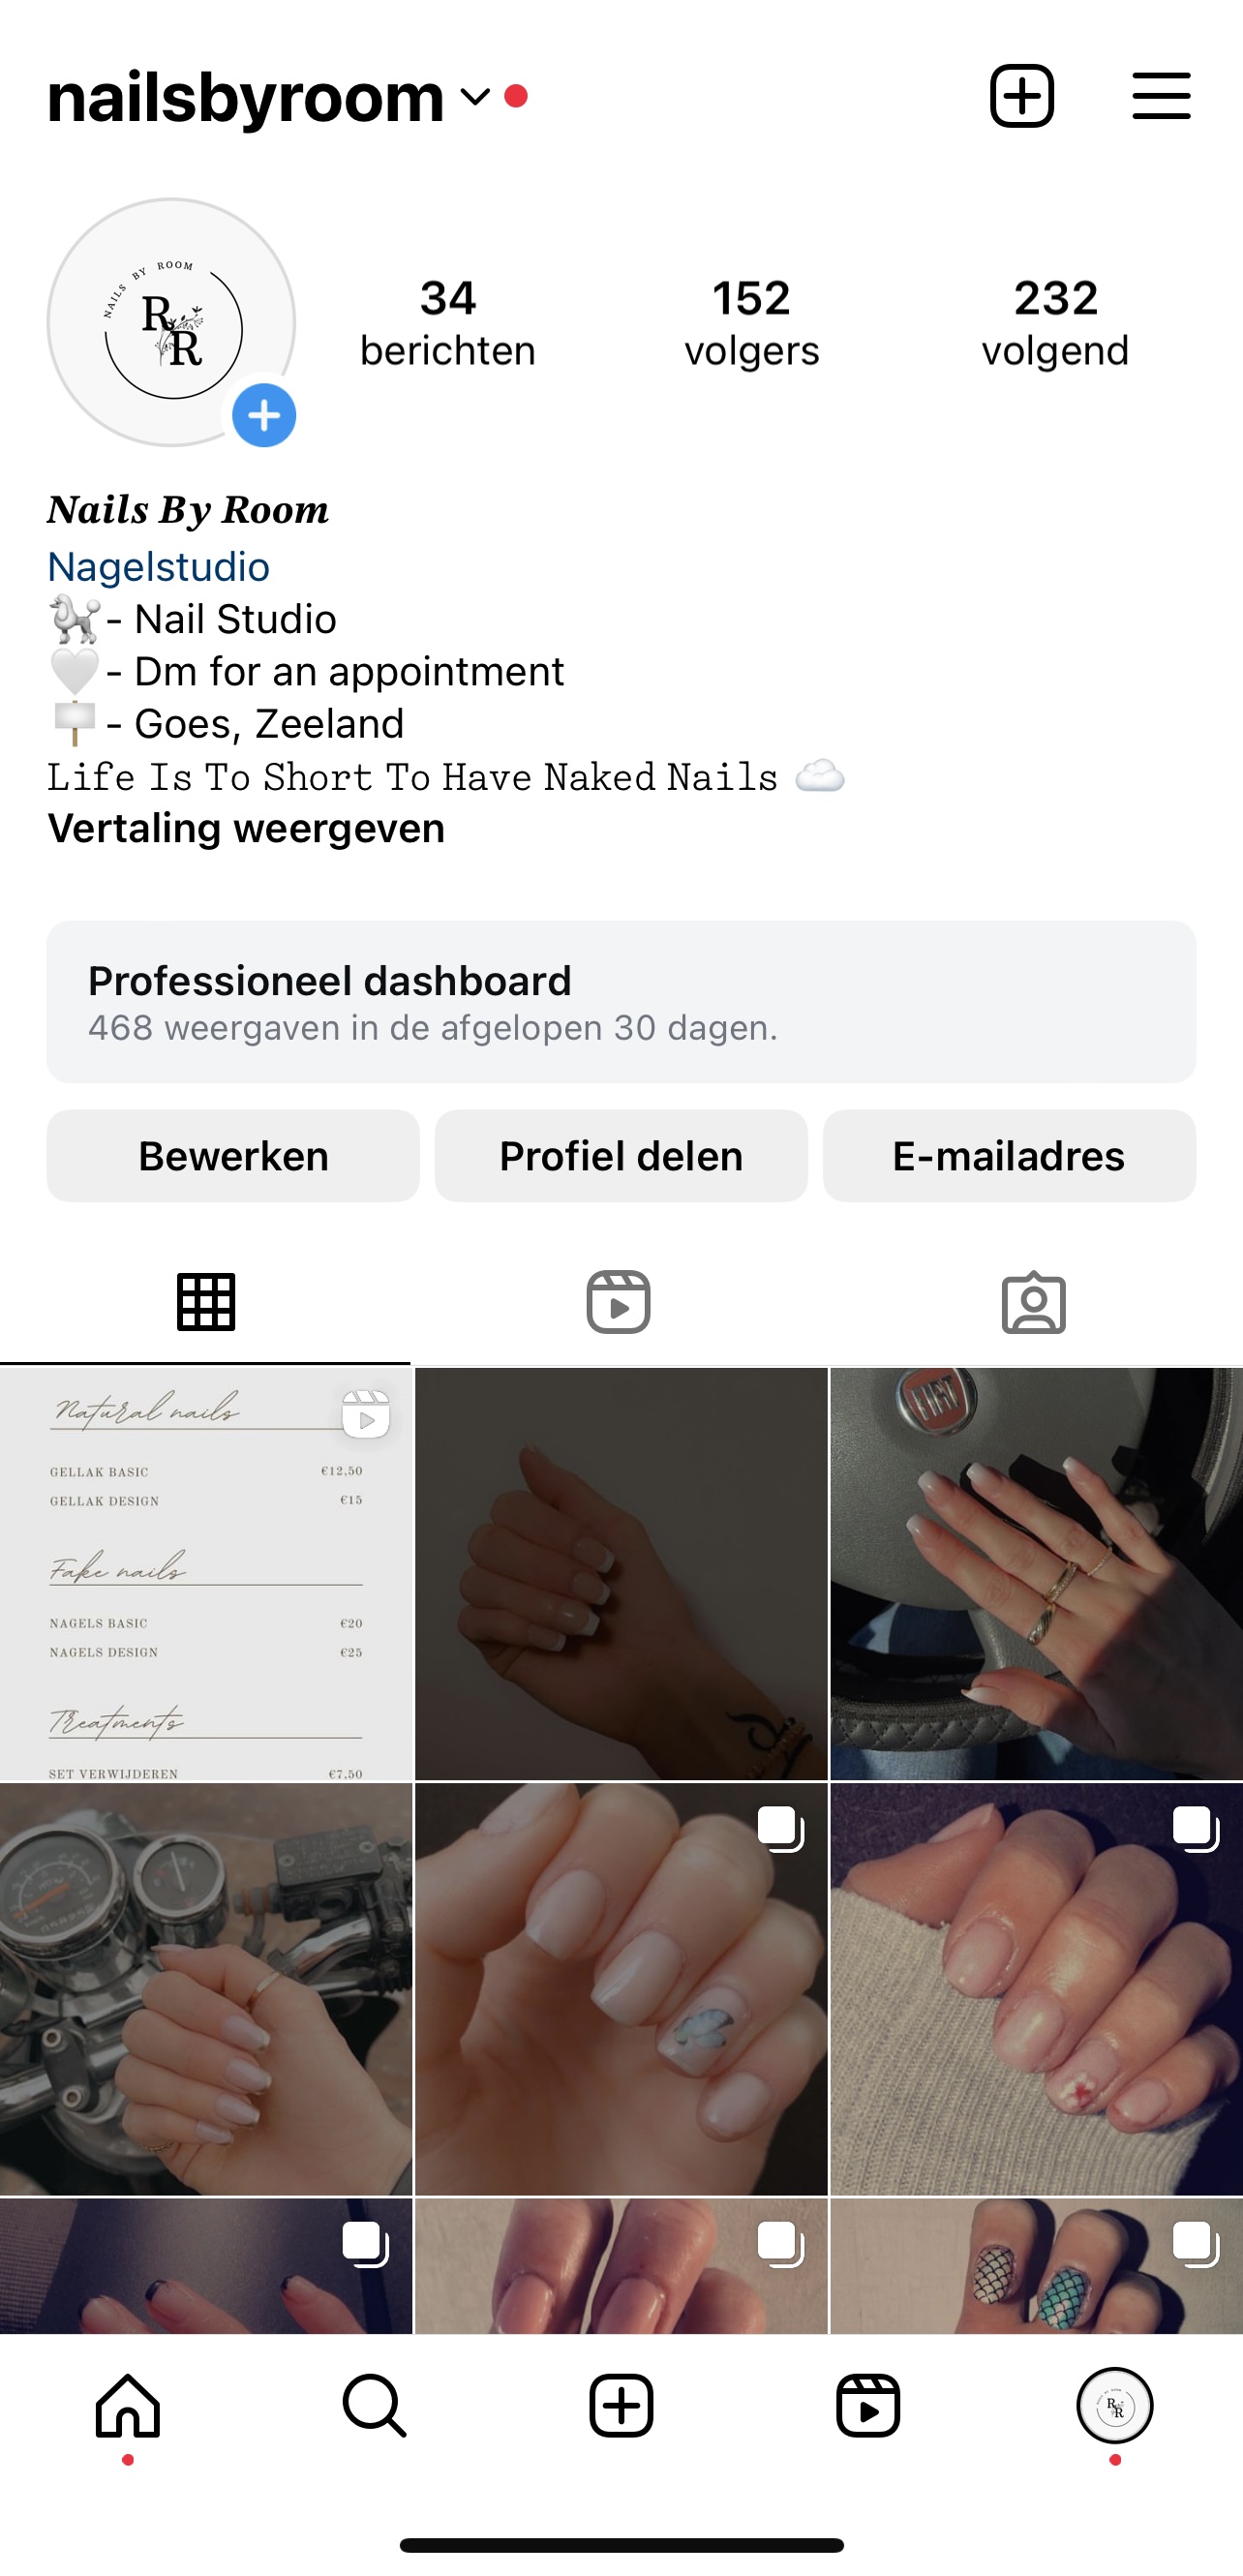 nailsbyroom
NAILS BY ROOM
R
R
34
berichten
152
volgers
232
volgend
Nails By Room
Nagelstudio
🐩- Nail Studio
🤍- Dm for an appointment
🪧- Goes, Zeeland
Life Is To Short To Have Naked Nails ☁️
Vertaling weergeven
Professioneel dashboard
468 weergaven in de afgelopen 30 dagen.
Bewerken
Profiel delen
E-mailadres
Natural nails
GELLAK BASIC €12,50
GELLAK DESIGN €15
Fake nails
NAGELS BASIC €20
NAGELS DESIGN €25
Treatments
SET VERWIJDEREN €7,50
FIAT
R
R